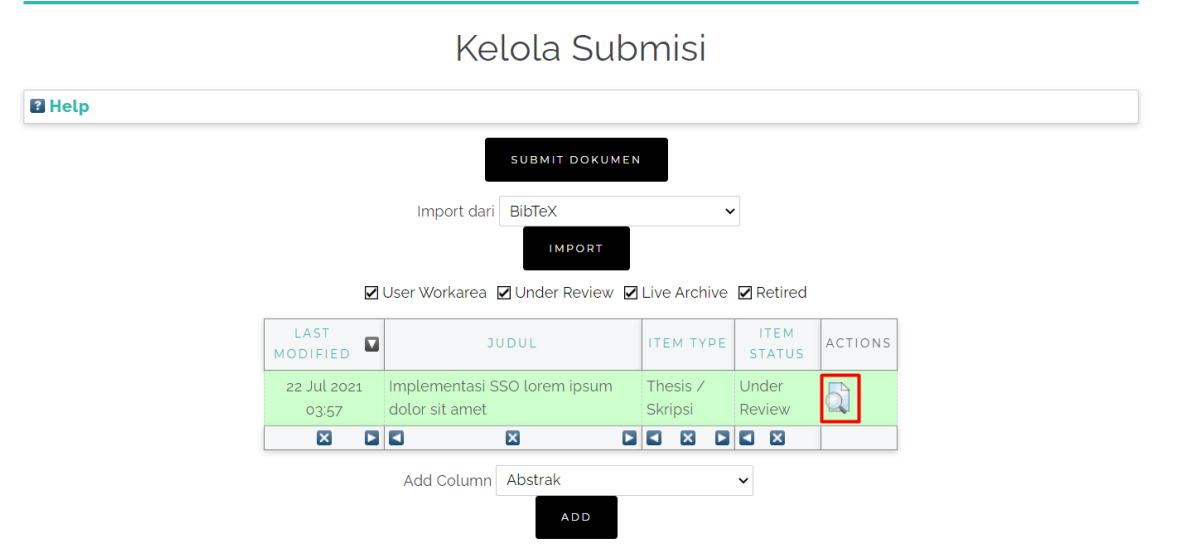 Kelola Submisi
? Help
SUBMIT DOKUMEN
Import dari BibTeX
IMPORT
User Workarea Under Review Live Archive Retired
LAST MODIFIED JUDUL ITEM TYPE ITEM STATUS ACTIONS
22 Jul 2021 03:57 Implementasi SSO lorem ipsum dolor sit amet Thesis / Skripsi Under Review
Add Column Abstrak
ADD